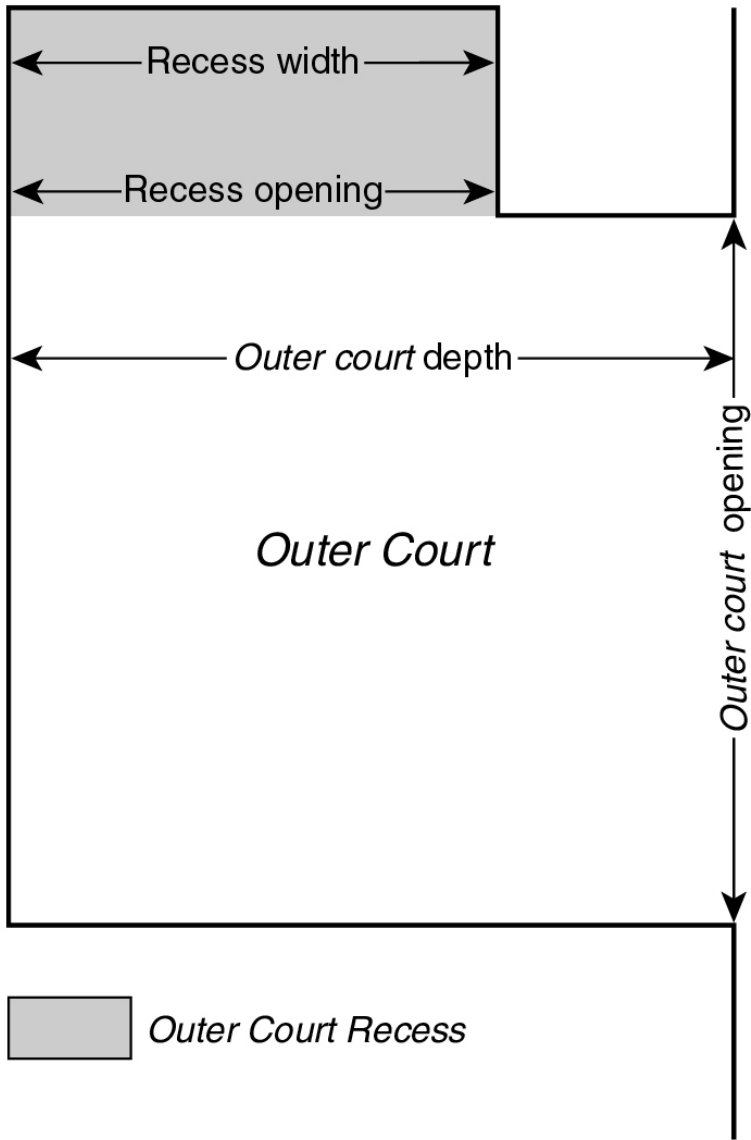 Recess width
Recess opening
Outer court depth
Outer court opening
Outer Court
Outer Court Recess